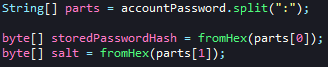 String[] parts = accountPassword.split(":");
byte[] storedPasswordHash = fromHex(parts[0]);
byte[] salt = fromHex(parts[1]);